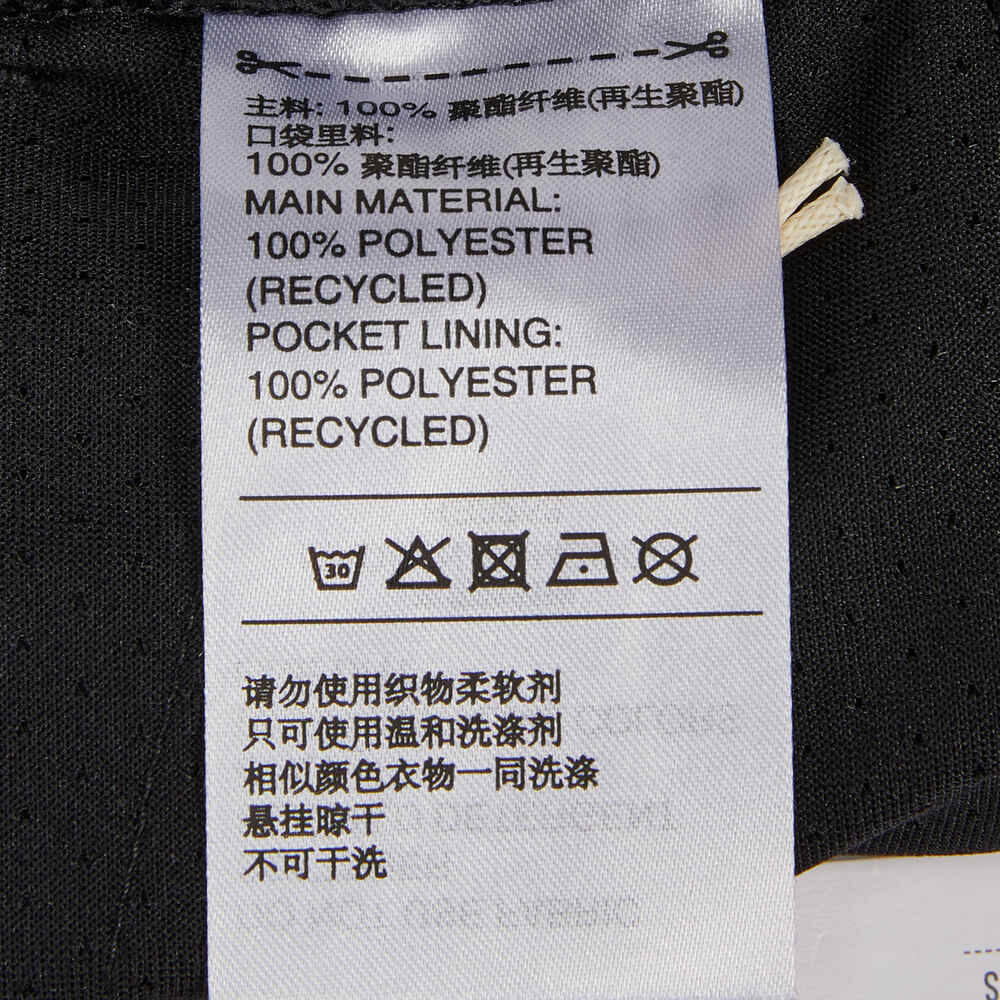 主料: 100% 聚酯纤维(再生聚酯)
口袋里料:
100% 聚酯纤维(再生聚酯)
MAIN MATERIAL:
100% POLYESTER
(RECYCLED)
POCKET LINING:
100% POLYESTER
(RECYCLED)
30
请勿使用织物柔软剂
只可使用温和洗涤剂
相似颜色衣物一同洗涤
悬挂晾干
不可干洗
S